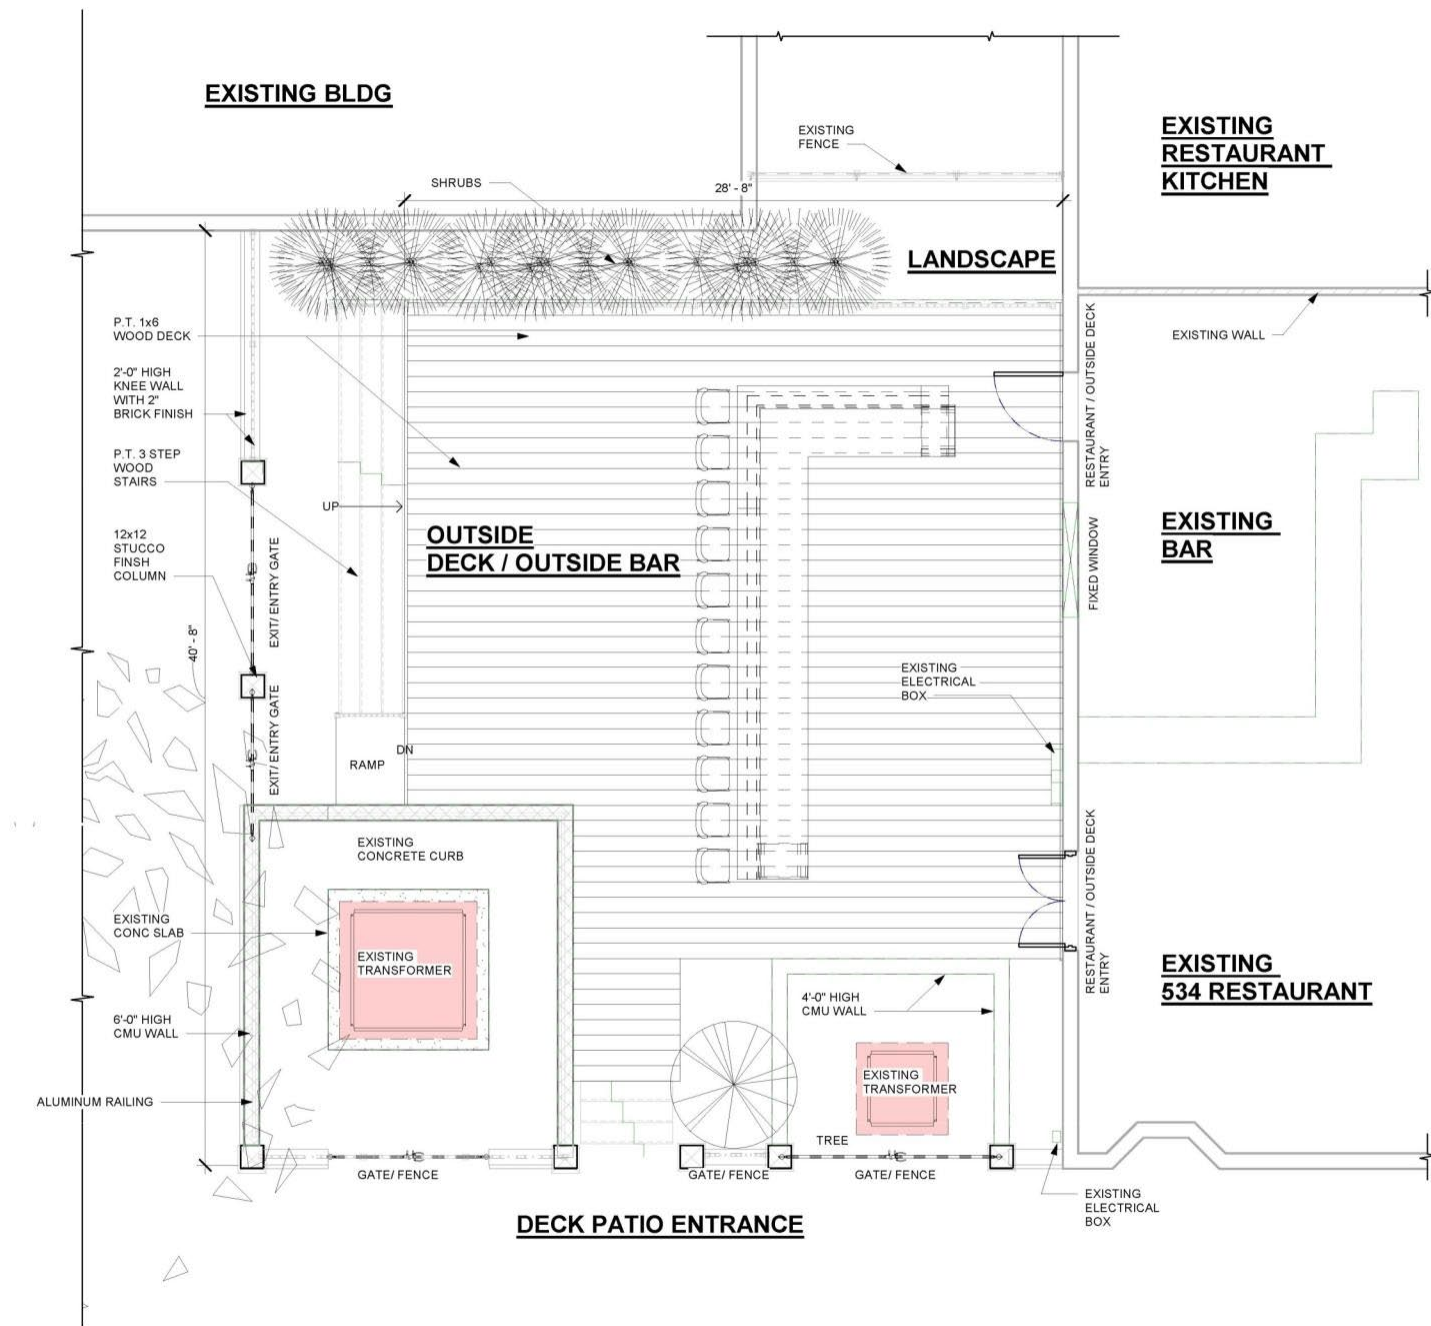 EXISTING BLDG
EXISTING
FENCE
EXISTING
RESTAURANT
KITCHEN
SHRUBS
28' - 8"
LANDSCAPE
P.T. 1x6
WOOD DECK
EXISTING WALL
RESTAURANT / OUTSIDE DECK
ENTRY
2'-0" HIGH
KNEE WALL
WITH 2"
BRICK FINISH
P.T. 3 STEP
WOOD
STAIRS
UP
OUTSIDE
DECK / OUTSIDE BAR
FIXED WINDOW
EXISTING
BAR
12x12
STUCCO
FINSH
COLUMN
EXIT/ ENTRY GATE
40' - 8"
EXISTING
ELECTRICAL
BOX
EXIT/ ENTRY GATE
DN
RAMP
EXISTING
CONCRETE CURB
RESTAURANT / OUTSIDE DECK
ENTRY
EXISTING
CONC SLAB
EXISTING
TRANSFORMER
EXISTING
534 RESTAURANT
4'-0" HIGH
CMU WALL
6'-0" HIGH
CMU WALL
EXISTING
TRANSFORMER
ALUMINUM RAILING
TREE
GATE/ FENCE
GATE/ FENCE
GATE/ FENCE
EXISTING
ELECTRICAL
BOX
DECK PATIO ENTRANCE